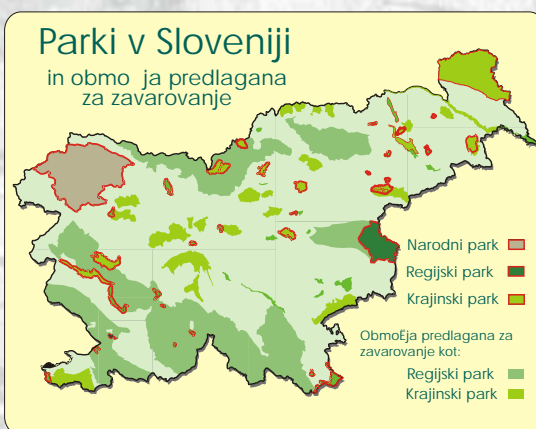 Parki v Sloveniji
in obmo ja predlagana
za zavarovanje
Narodni park
Regijski park
Krajinski park
ObmoËja predlagana za
zavarovanje kot:
Regijski park
Krajinski park